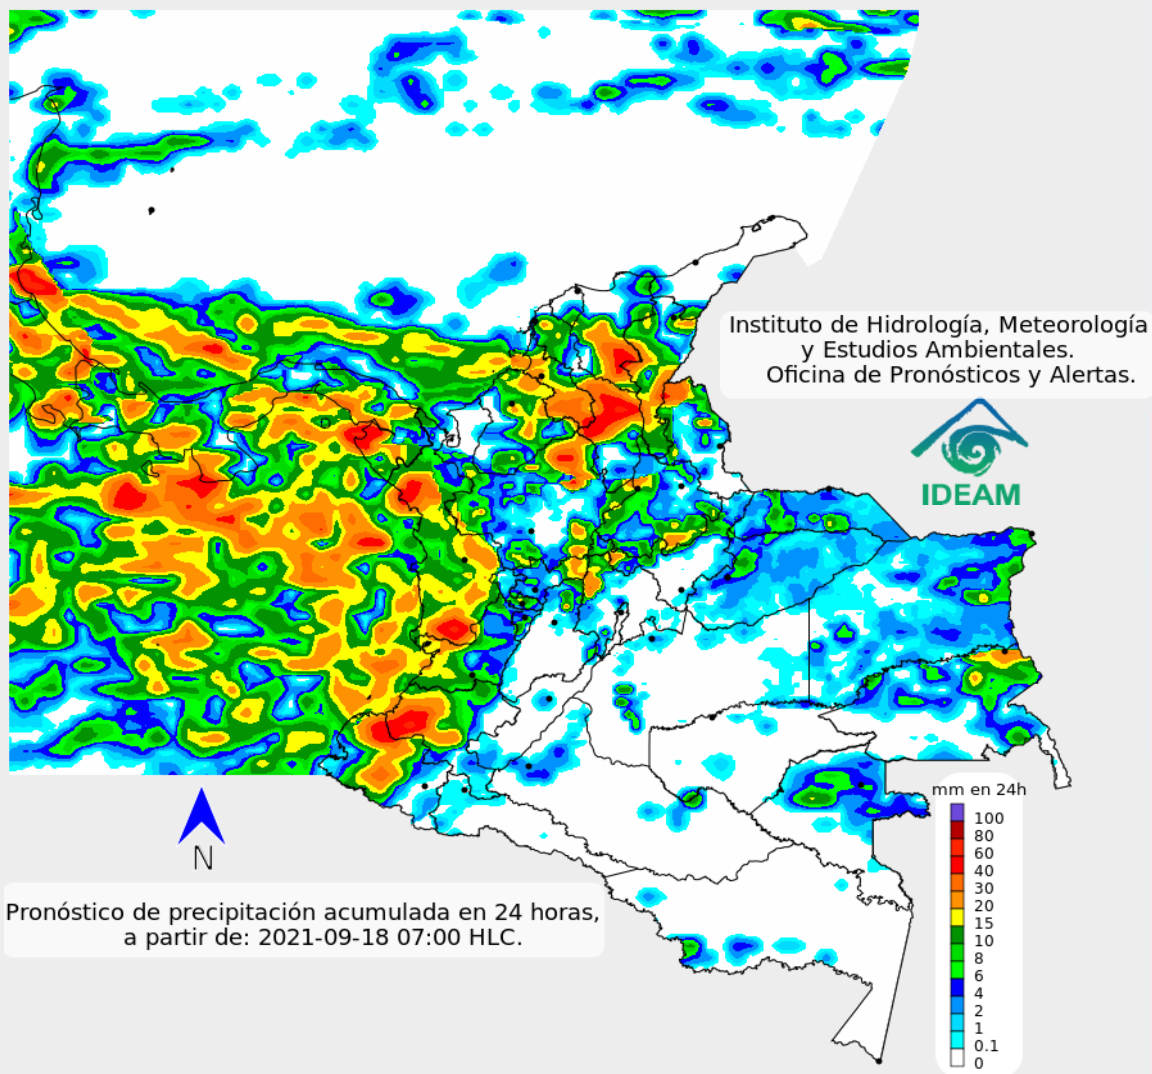 Instituto de Hidrología, Meteorología
y Estudios Ambientales.
Oficina de Pronósticos y Alertas.
IDEAM
mm en 24h
100
80
60
40
30
20
15
10
8
6
4
2
1
0.1
0
N
Pronóstico de precipitación acumulada en 24 horas,
a partir de: 2021-09-18 07:00 HLC.